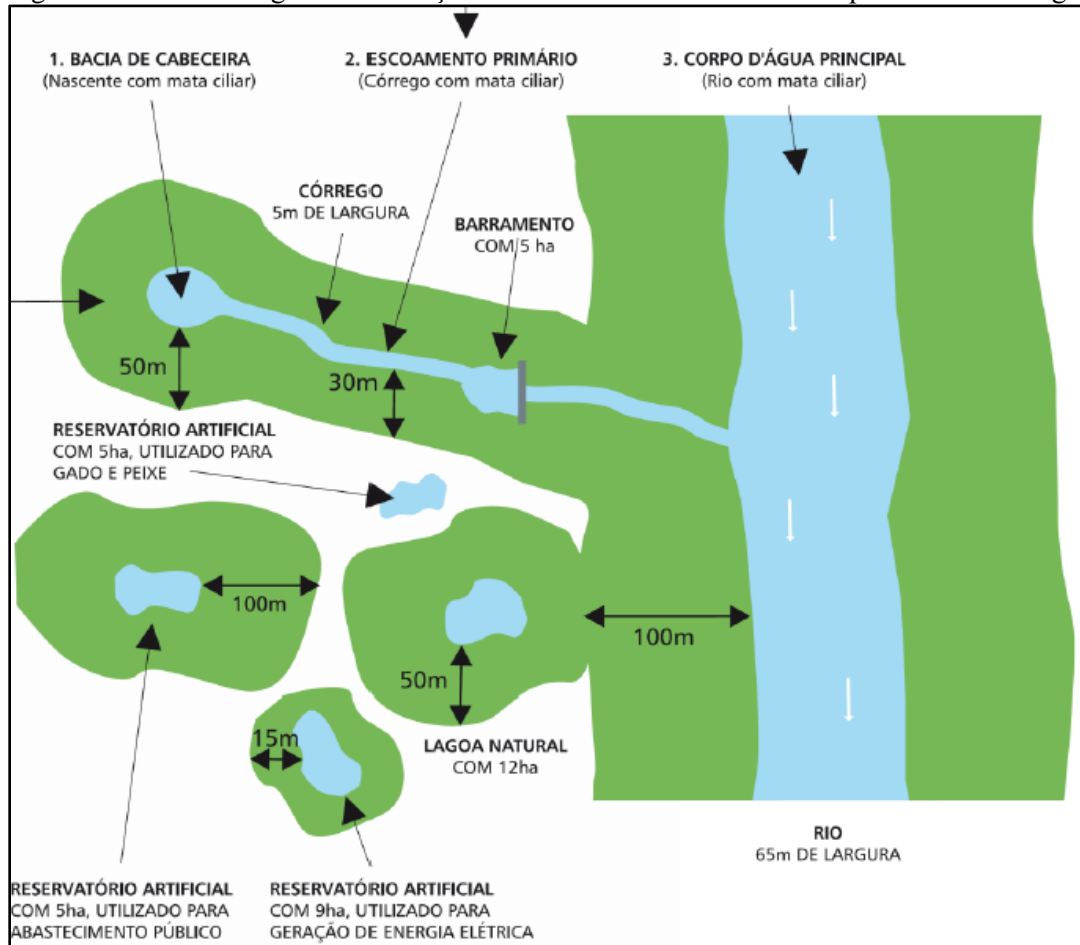 1. BACIA DE CABECEIRA
(Nascente com mata ciliar)
2. ESCOAMENTO PRIMÁRIO
(Córrego com mata ciliar)
3. CORPO D'ÁGUA PRINCIPAL
(Rio com mata ciliar)
CÓRREGO
5m DE LARGURA
BARRAMENTO
COM 5 ha
50m
30m
RESERVATÓRIO ARTIFICIAL
COM 5ha, UTILIZADO PARA
GADO E PEIXE
100m
100m
50m
15m
LAGOA NATURAL
COM 12ha
RIO
65m DE LARGURA
RESERVATÓRIO ARTIFICIAL
COM 5ha, UTILIZADO PARA
ABASTECIMENTO PÚBLICO
RESERVATÓRIO ARTIFICIAL
COM 9ha, UTILIZADO PARA
GERAÇÃO DE ENERGIA ELÉTRICA